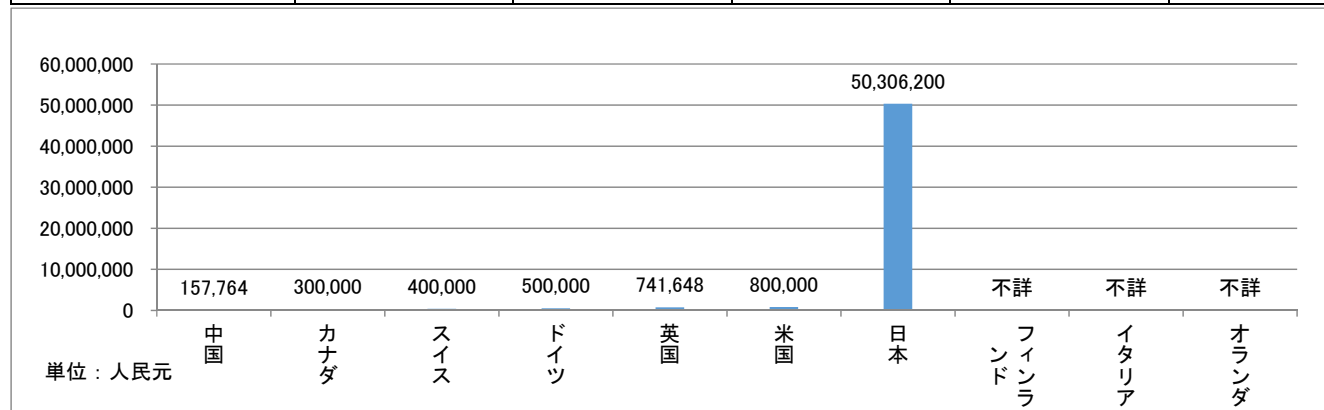 60,000,000
50,000,000
40,000,000
30,000,000
20,000,000
10,000,000
0
157,764
300,000
400,000
500,000
741,648
800,000
50,306,200
不詳
不詳
不詳
中国
カナダ
スイス
ドイツ
英国
米国
日本
フィンラ
ンド
イタリア
オランダ
単位：人民元